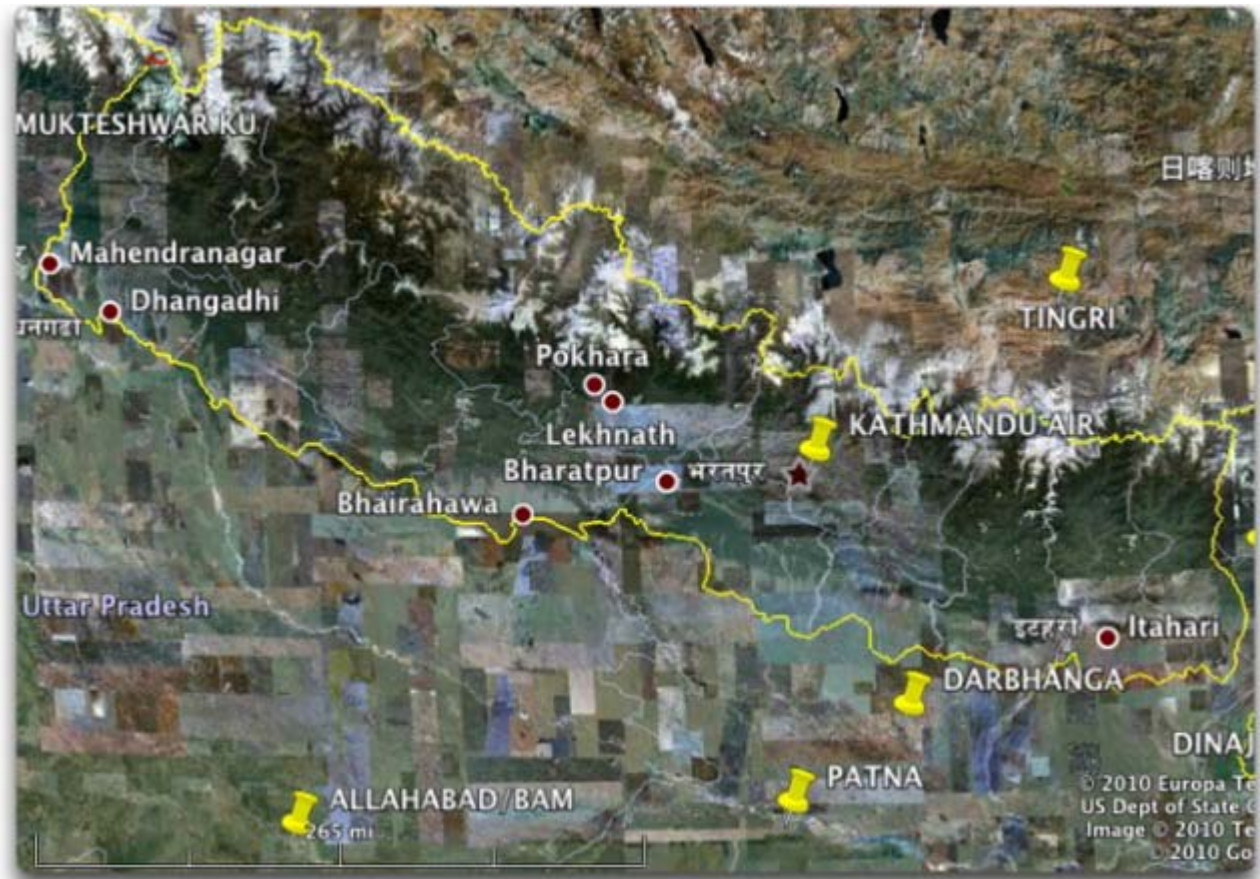 MUKTESHWAR KU
日喀则地
Mahendranagar
Dhangadhi
TINGRI
Pokhara
Lekhnath
KATHMANDU AIR
Bharatpur भरतपुर
Bhairahawa
Uttar Pradesh
इटहरी Itahari
DARBHANGA
DINAJ
PATNA
ALLAHABAD/BAM
265 mi
© 2010 Europa Te
US Dept of State
Image © 2010 Te
© 2010 Go